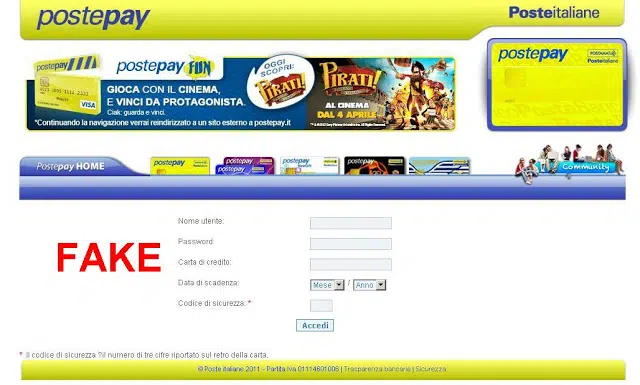 postepay
Posteitaliane
postepay
postepay FUN
OGGI SCOPRI:
PIRATI!
PIRATI!
GIOCA CON IL CINEMA,
E VINCI DA PROTAGONISTA.
Ciak: guarda e vinci.
AL CINEMA
DAL 4 APRILE
*Continuando la navigazione verrai reindirizzato a un sito esterno a postepay.it
VISA
postepay
Posteitaliane
Postepay HOME
postepay
Community
Nome utente:
Password
Carta di credito:
Data di scadenza:
Mese / Anno
Codice di sicurezza: *
FAKE
Accedi
* Il codice di sicurezza ?il numero di tre cifre riportato sul retro della carta.
© Poste italiane 2011 - Partita Iva 01114601006 | Trasparenza bancaria | Sicurezza